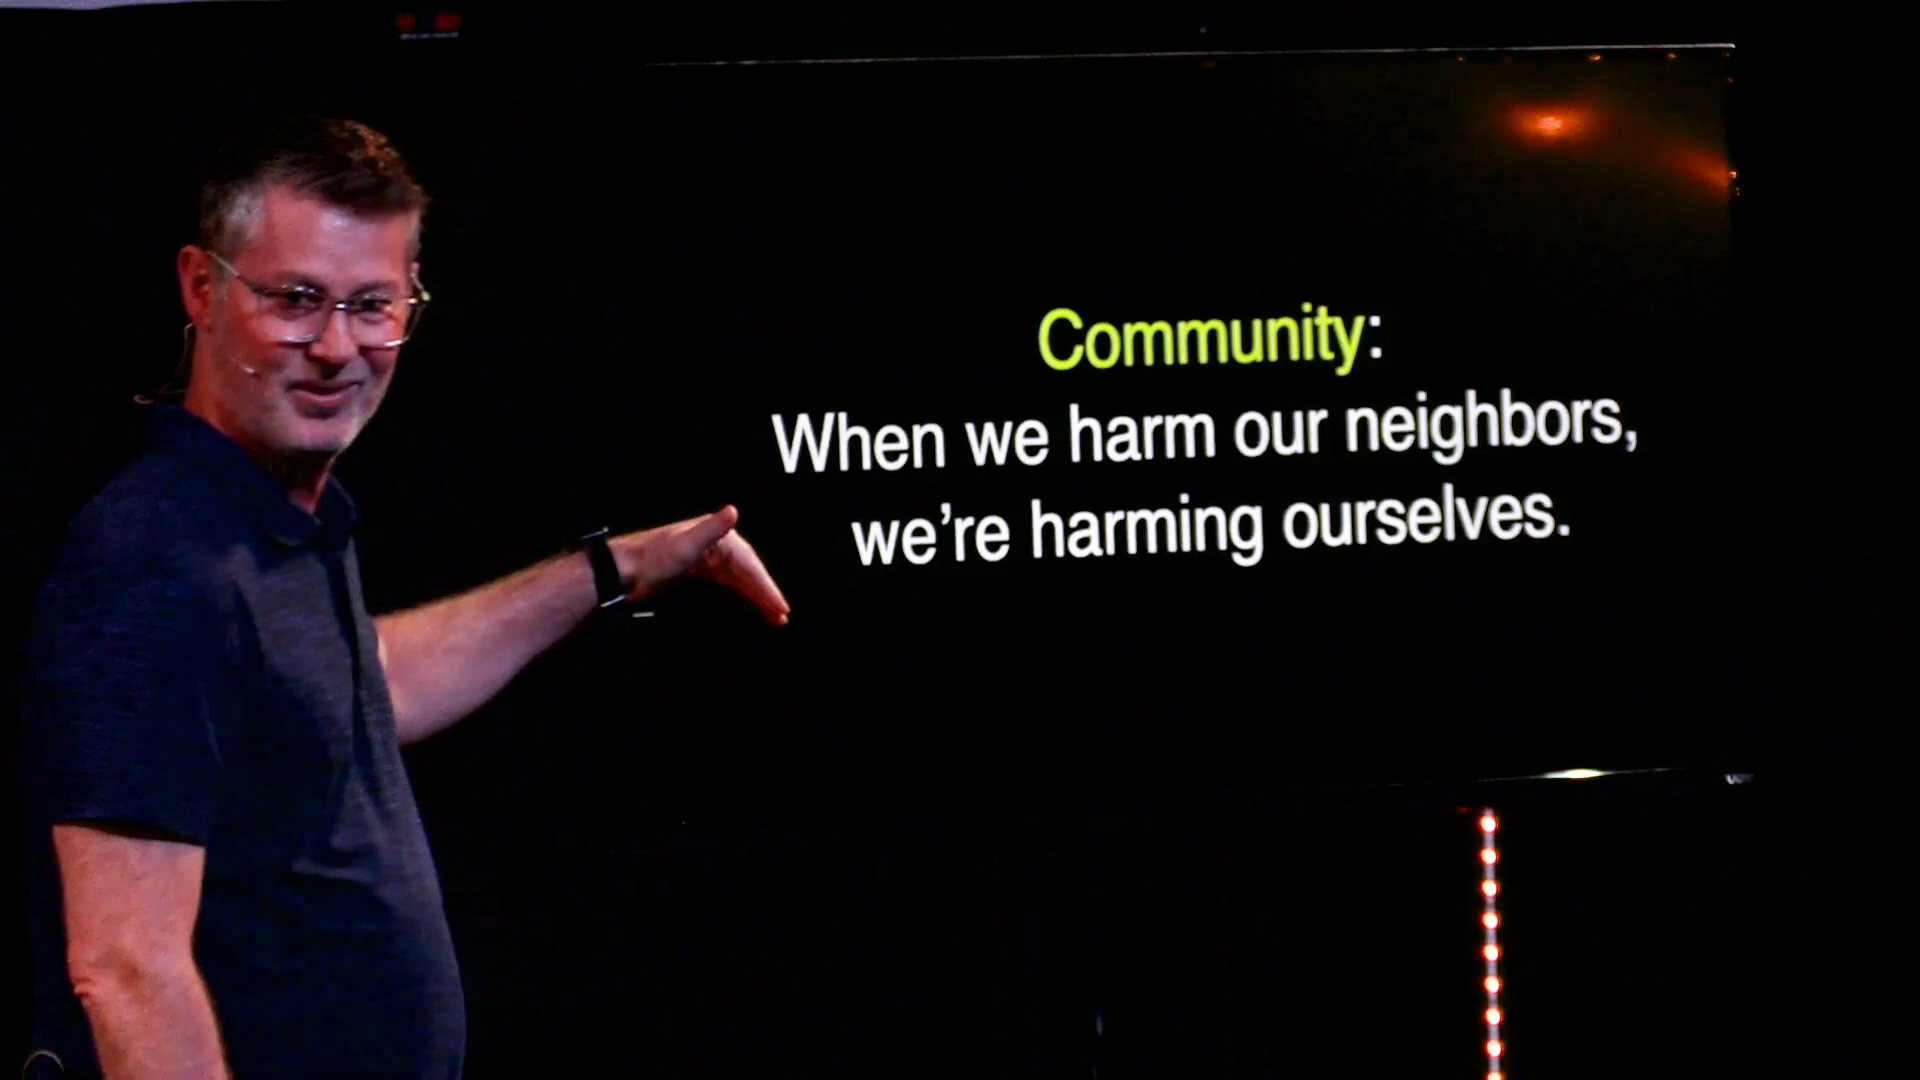 Community:
When we harm our neighbors,
we're harming ourselves.